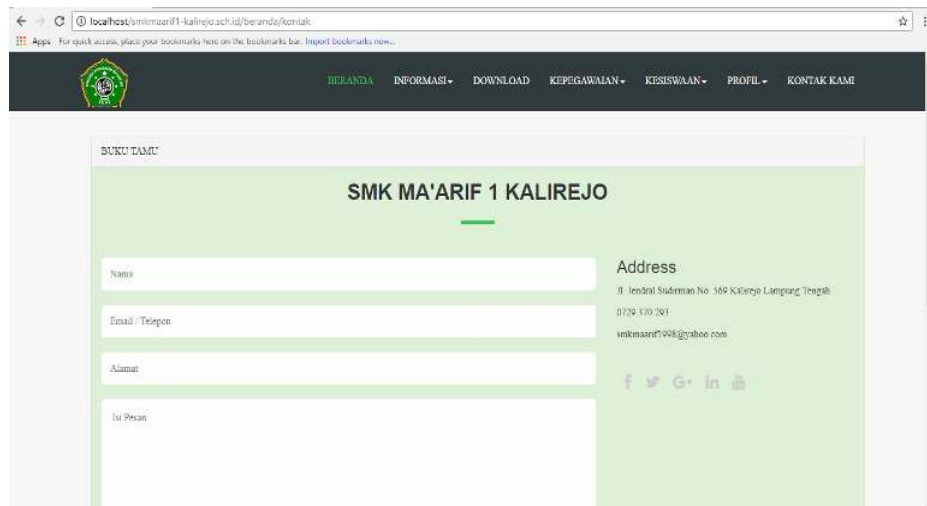 localhost/smkmaarif1-kalirejo.sch.id/beranda/kontak
Apps For quick access, place your bookmarks here on the bookmarks bar. Import bookmarks now...
BERANDA INFORMASI DOWNLOAD KEPEGAWAIAN KESISWAAN PROFIL KONTAK KAMI
BUKU TAMU
SMK MA'ARIF 1 KALIREJO
Nama
Email / Telepon
Alamat
Isi Pesan
Address
Jl. Jendral Sudirman No. 569 Kalirejo Lampung Tengah
0729 370 293
smkmaarif1998@yahoo.com